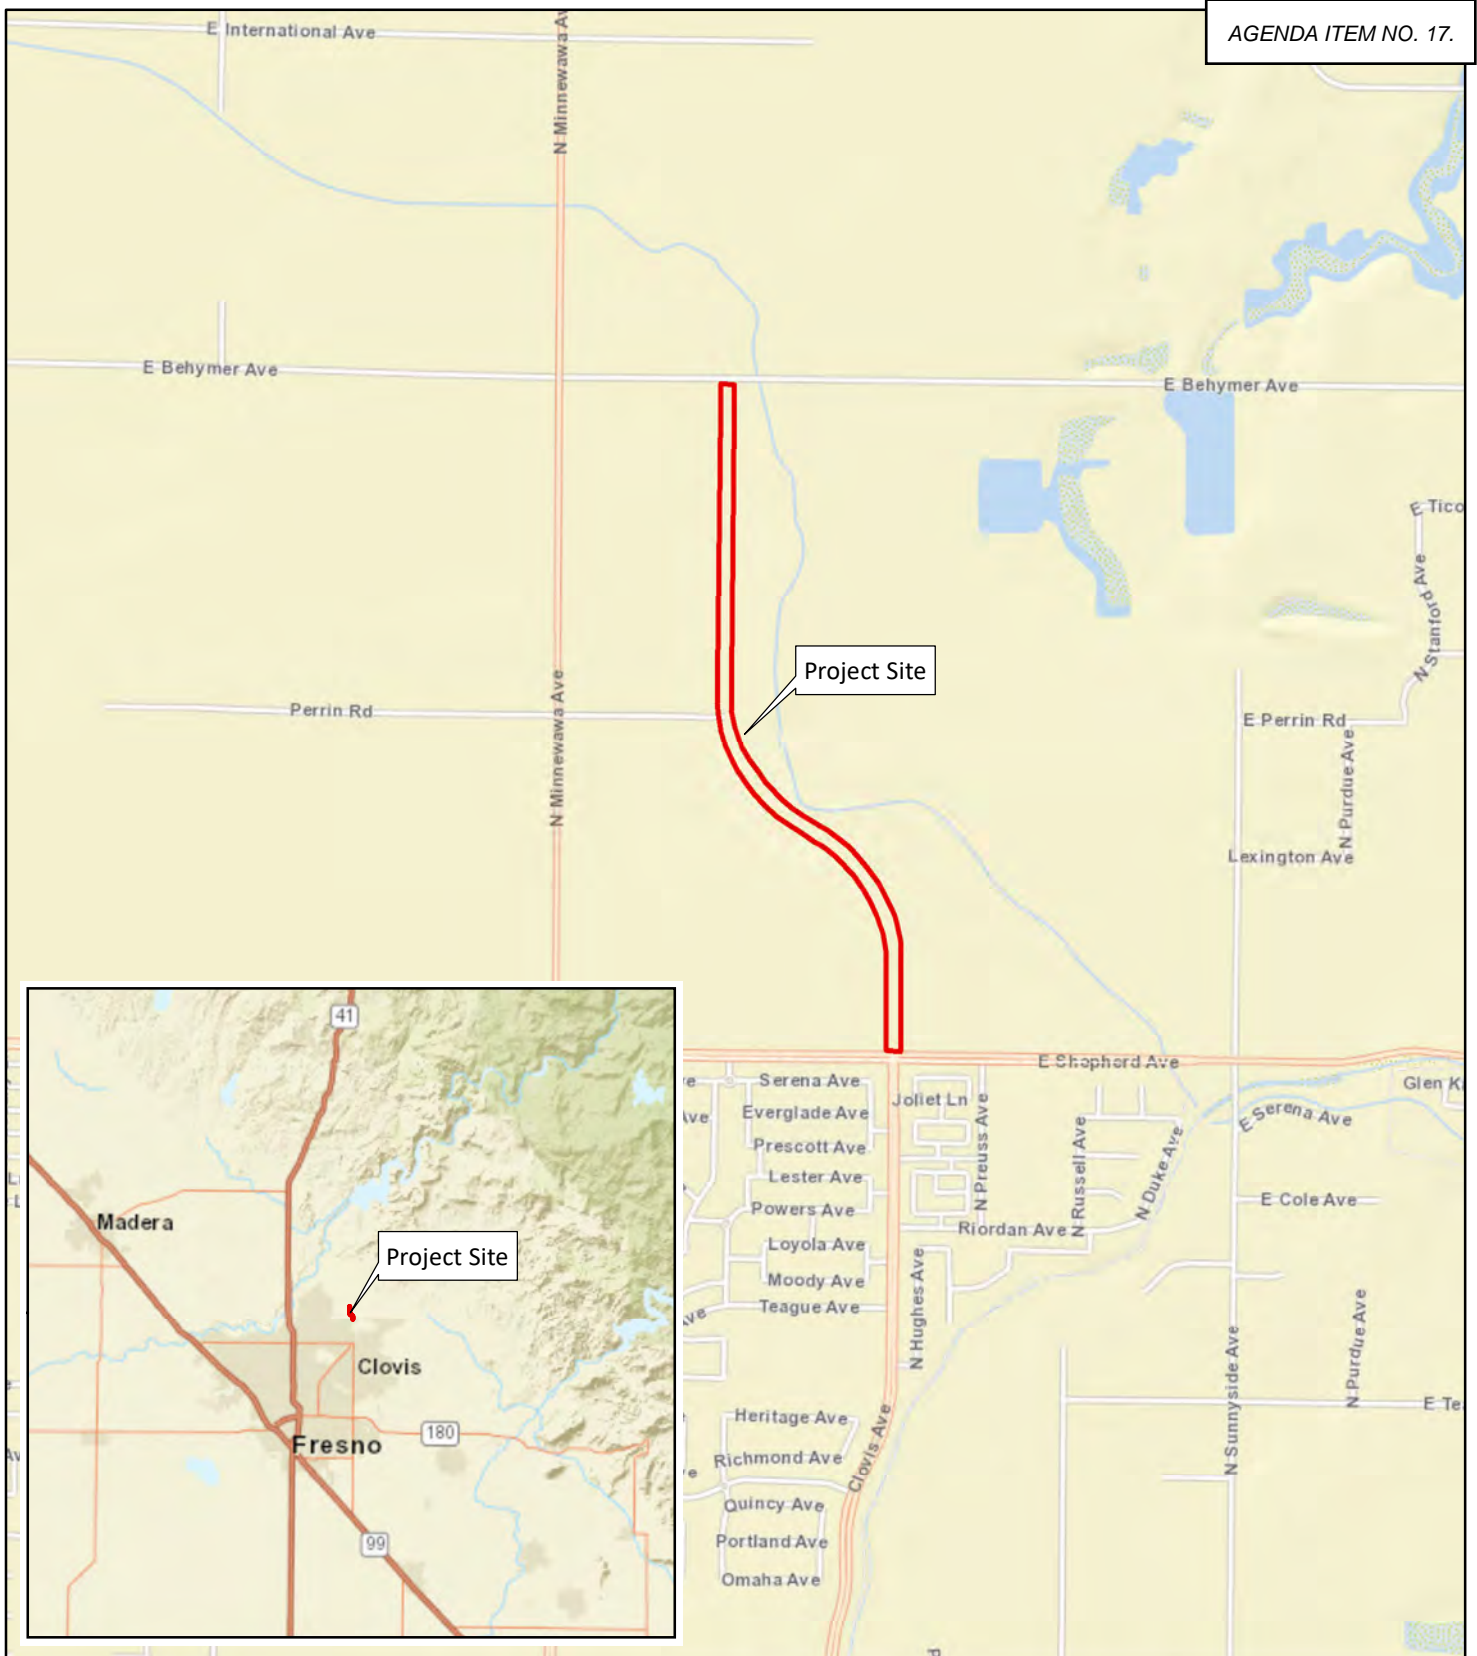 AGENDA ITEM NO. 17.
E International Ave
N Minnewawa Av
E Behymer Ave
E Behymer Ave
E Tico
N Stanford Ave
Project Site
Perrin Rd
N Minnewawa Ave
E Perrin Rd
N Purdue Ave
Lexington Ave
E Shepherd Ave
Serena Ave
Everglade Ave
Prescott Ave
Lester Ave
Powers Ave
Loyola Ave
Moody Ave
Teague Ave
Joliet Ln
N Preuss Ave
N Russell Ave
N Duke Ave
Riordan Ave
N Hughes Ave
Glen K
E Serena Ave
E Cole Ave
N Sunnyside Ave
N Purdue Ave
E Te
Heritage Ave
Richmond Ave
Clovis Ave
Quincy Ave
Portland Ave
Omaha Ave
Ave
ve
41
Madera
Project Site
Clovis
Fresno
180
99